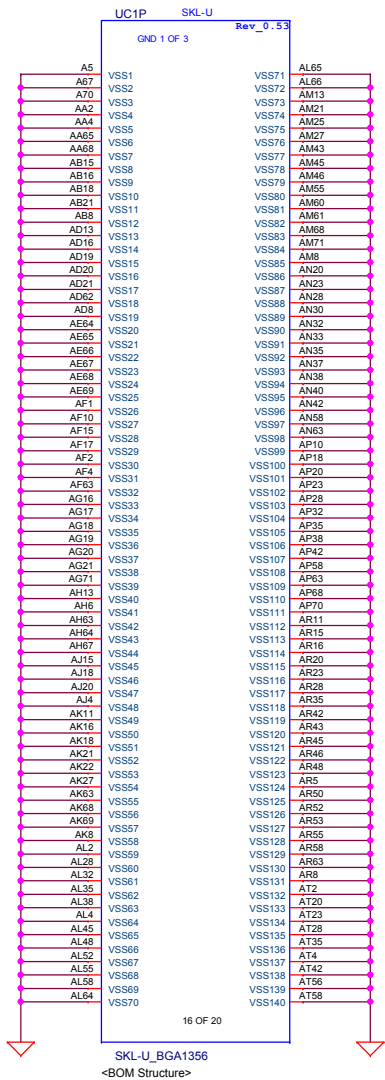 UC1P SKL-U
Rev_0.53
GND 1 OF 3
A5 VSS1 VSS71 AL65
A67 VSS2 VSS72 AL66
A70 VSS3 VSS73 AM13
AA2 VSS4 VSS74 AM21
AA4 VSS5 VSS75 AM25
AA65 VSS6 VSS76 AM27
AA68 VSS7 VSS77 AM43
AB15 VSS8 VSS78 AM45
AB16 VSS9 VSS79 AM46
AB18 VSS10 VSS80 AM55
AB21 VSS11 VSS81 AM60
AB8 VSS12 VSS82 AM61
AD13 VSS13 VSS83 AM68
AD16 VSS14 VSS84 AM71
AD19 VSS15 VSS85 AM8
AD20 VSS16 VSS86 AN20
AD21 VSS17 VSS87 AN23
AD62 VSS18 VSS88 AN28
AD8 VSS19 VSS89 AN30
AE64 VSS20 VSS90 AN32
AE65 VSS21 VSS91 AN33
AE66 VSS22 VSS92 AN35
AE67 VSS23 VSS93 AN37
AE68 VSS24 VSS94 AN38
AE69 VSS25 VSS95 AN40
AF1 VSS26 VSS96 AN42
AF10 VSS27 VSS97 AN58
AF15 VSS28 VSS98 AN63
AF17 VSS29 VSS99 AP10
AF2 VSS30 VSS100 AP18
AF4 VSS31 VSS101 AP20
AF63 VSS32 VSS102 AP23
AG16 VSS33 VSS103 AP28
AG17 VSS34 VSS104 AP32
AG18 VSS35 VSS105 AP35
AG19 VSS36 VSS106 AP38
AG20 VSS37 VSS107 AP42
AG21 VSS38 VSS108 AP58
AG71 VSS39 VSS109 AP63
AH13 VSS40 VSS110 AP68
AH6 VSS41 VSS111 AP70
AH63 VSS42 VSS112 AR11
AH64 VSS43 VSS113 AR15
AH67 VSS44 VSS114 AR16
AJ15 VSS45 VSS115 AR20
AJ18 VSS46 VSS116 AR23
AJ20 VSS47 VSS117 AR28
AJ4 VSS48 VSS118 AR35
AK11 VSS49 VSS119 AR42
AK16 VSS50 VSS120 AR43
AK18 VSS51 VSS121 AR45
AK21 VSS52 VSS122 AR46
AK22 VSS53 VSS123 AR48
AK27 VSS54 VSS124 AR5
AK63 VSS55 VSS125 AR50
AK68 VSS56 VSS126 AR52
AK69 VSS57 VSS127 AR53
AK8 VSS58 VSS128 AR55
AL2 VSS59 VSS129 AR58
AL28 VSS60 VSS130 AR63
AL32 VSS61 VSS131 AR8
AL35 VSS62 VSS132 AT2
AL38 VSS63 VSS133 AT20
AL4 VSS64 VSS134 AT23
AL45 VSS65 VSS135 AT28
AL48 VSS66 VSS136 AT35
AL52 VSS67 VSS137 AT4
AL55 VSS68 VSS138 AT42
AL58 VSS69 VSS139 AT56
AL64 VSS70 VSS140 AT58
16 OF 20
SKL-U_BGA1356
<BOM Structure>